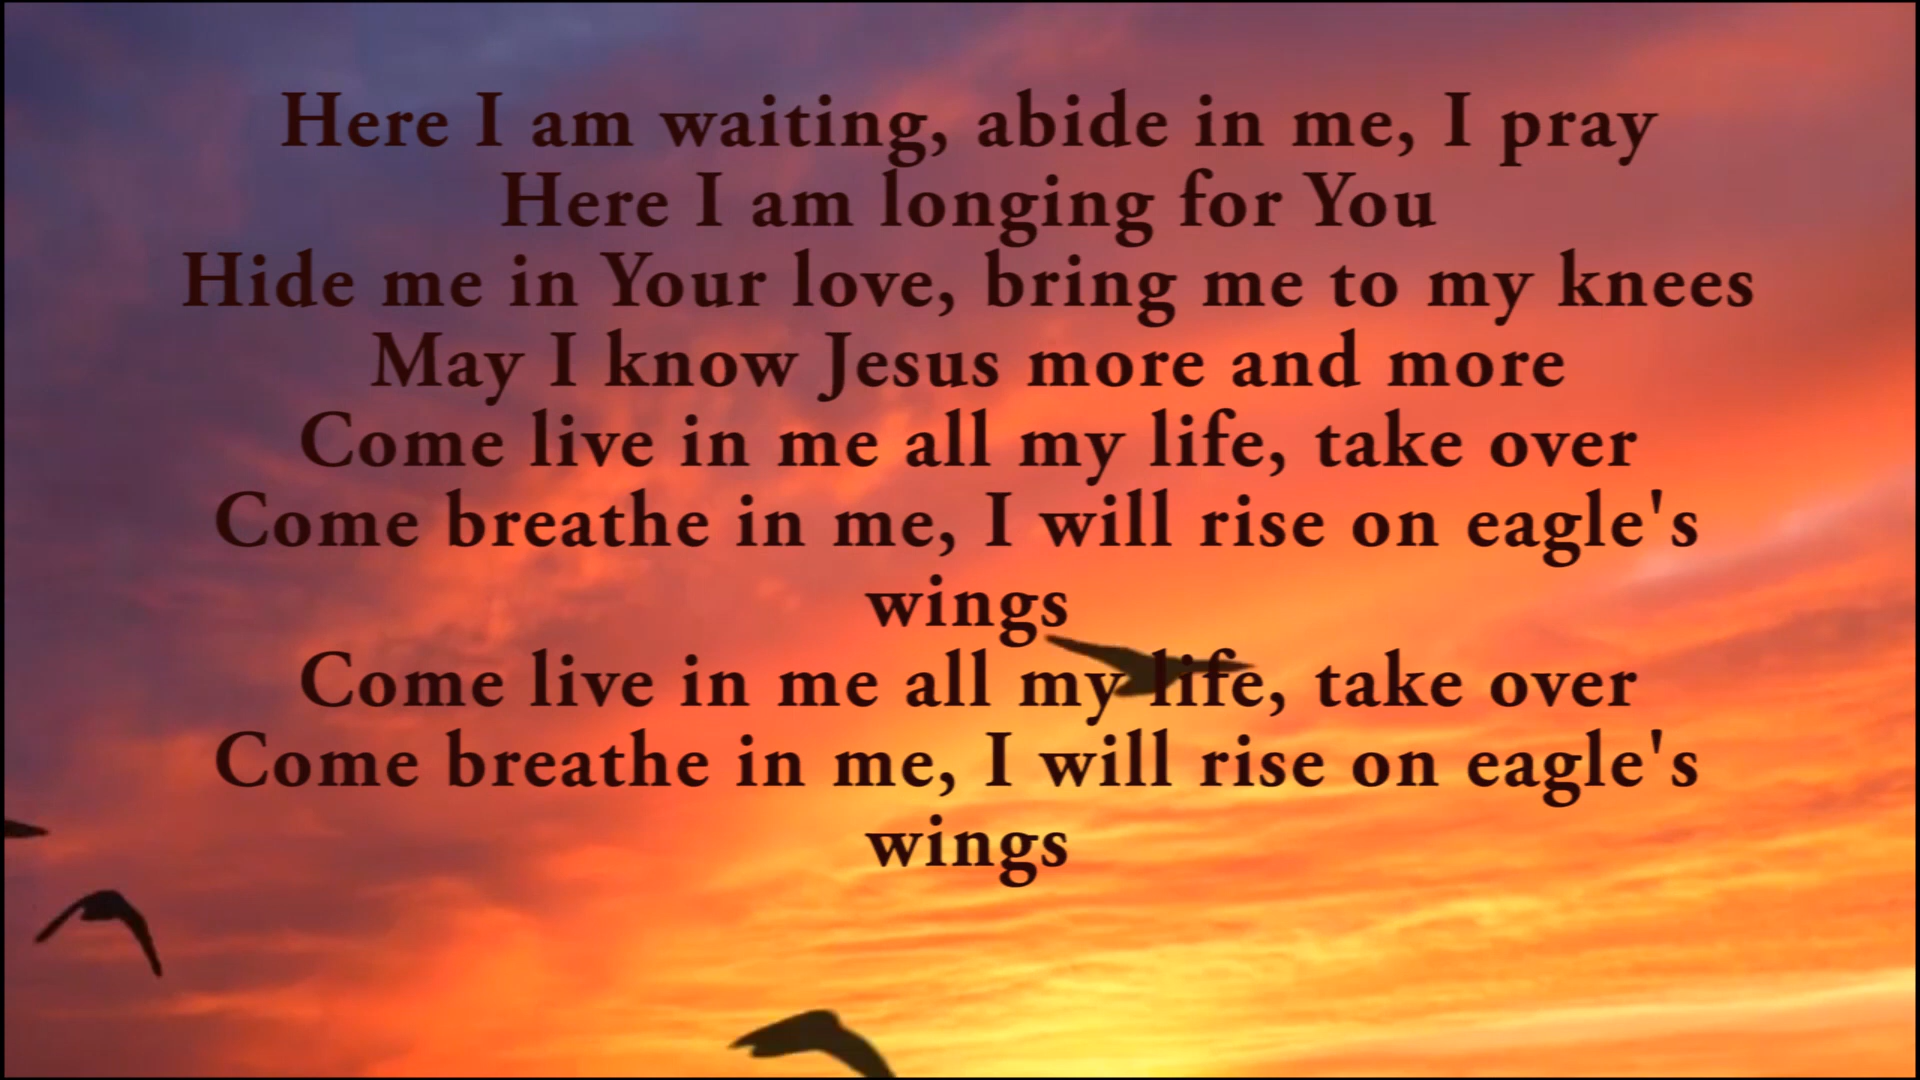 Here I am waiting, abide in me, I pray
Here I am longing for You
Hide me in Your love, bring me to my knees
May I know Jesus more and more
Come live in me all my life, take over
Come breathe in me, I will rise on eagle's
wings
Come live in me all my life, take over
Come breathe in me, I will rise on eagle's
wings